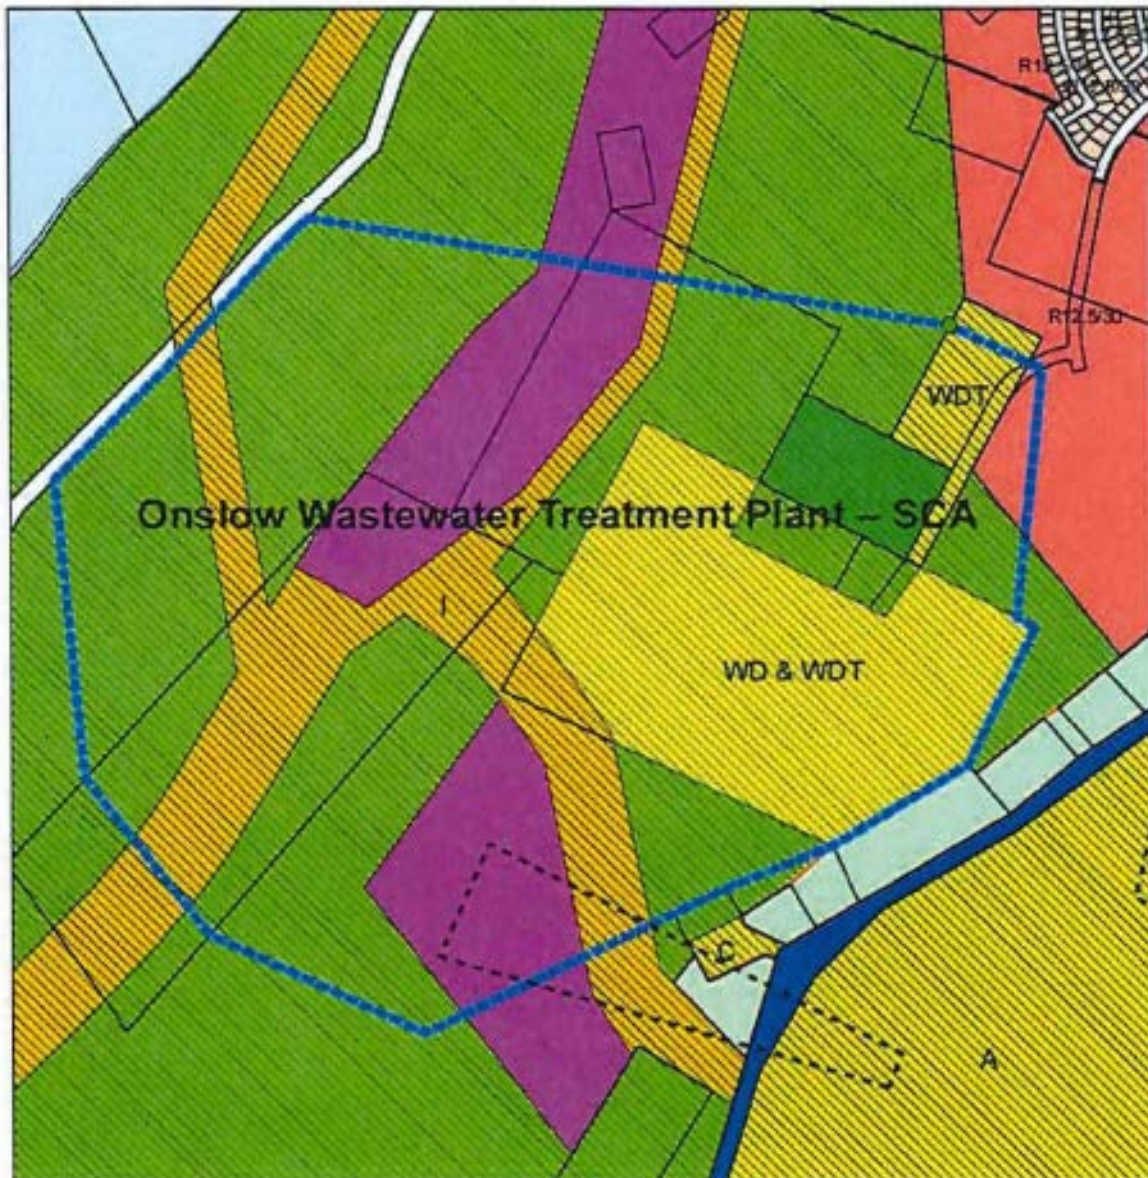 R12.5/30
WDT
Onslow Wastewater Treatment Plant – SCA
I
WD & WDT
C
A